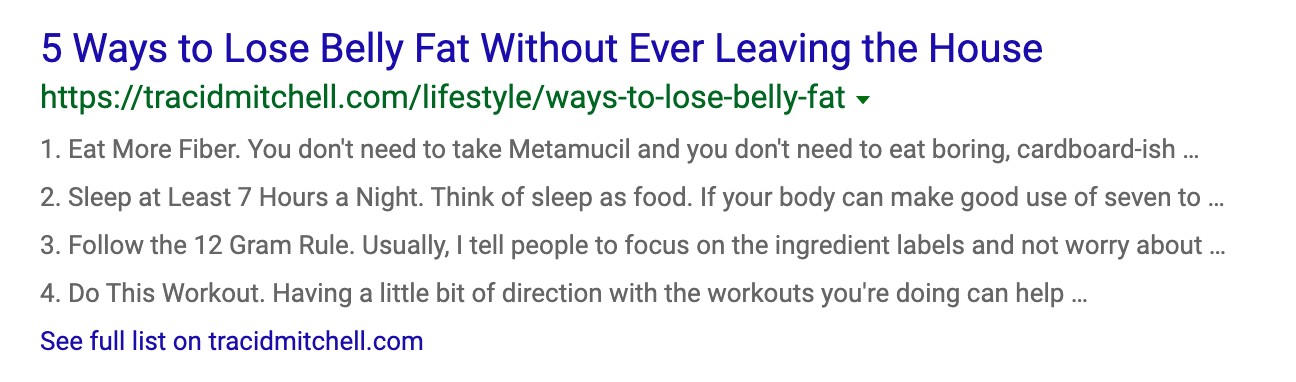 5 Ways to Lose Belly Fat Without Ever Leaving the House
https://tracidmitchell.com/lifestyle/ways-to-lose-belly-fat
1. Eat More Fiber. You don't need to take Metamucil and you don't need to eat boring, cardboard-ish ...
2. Sleep at Least 7 Hours a Night. Think of sleep as food. If your body can make good use of seven to ...
3. Follow the 12 Gram Rule. Usually, I tell people to focus on the ingredient labels and not worry about ...
4. Do This Workout. Having a little bit of direction with the workouts you're doing can help ...
See full list on tracidmitchell.com